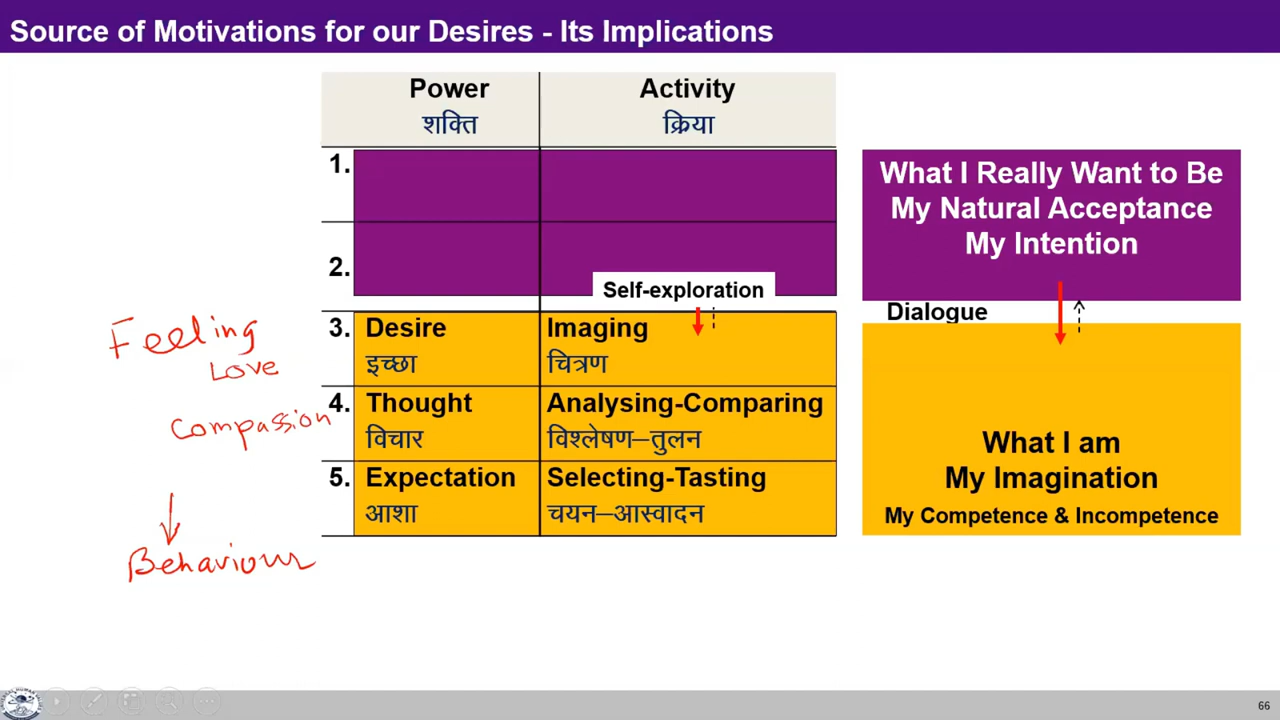 Source of Motivations for our Desires - Its Implications
Power
शक्ति
Activity
क्रिया
1.
2.
Self-exploration
3. Desire
इच्छा
Imaging
चित्रण
4. Thought
विचार
Analysing-Comparing
विश्लेषण–तुलन
5. Expectation
आशा
Selecting-Tasting
चयन–आस्वादन
What I Really Want to Be
My Natural Acceptance
My Intention
Dialogue
What I am
My Imagination
My Competence & Incompetence
Feeling
Love
Compassion
Behaviour
66